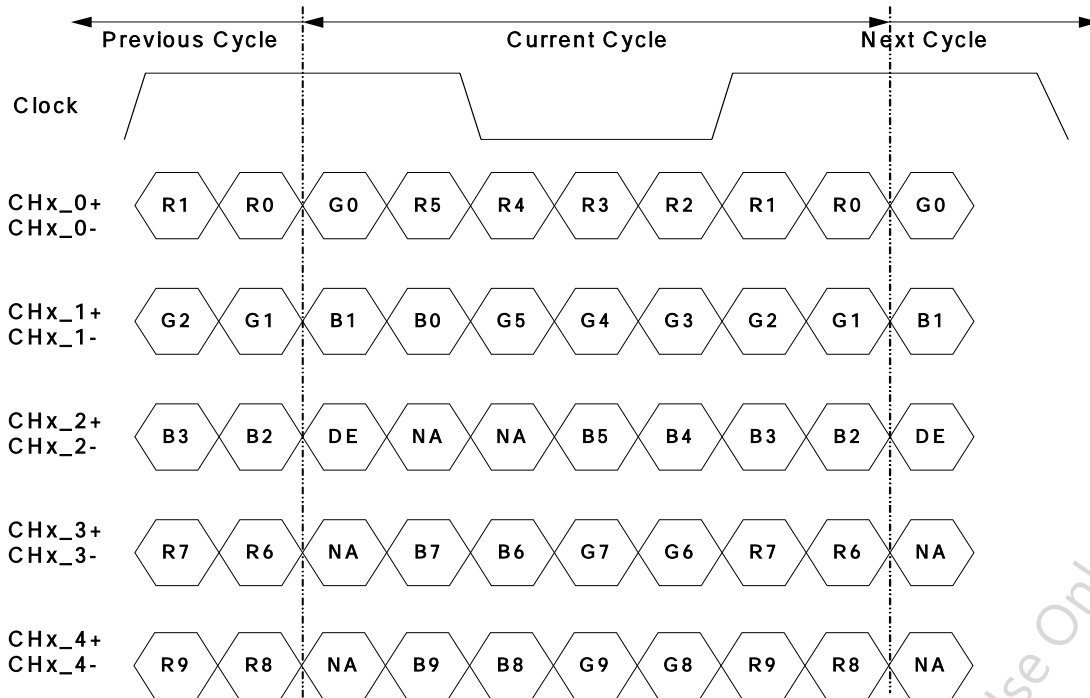 Previous Cycle Current Cycle Next Cycle
Clock
CHx_0+
CHx_0-
R1 R0 G0 R5 R4 R3 R2 R1 R0 G0
CHx_1+
CHx_1-
G2 G1 B1 B0 G5 G4 G3 G2 G1 B1
CHx_2+
CHx_2-
B3 B2 DE NA NA B5 B4 B3 B2 DE
CHx_3+
CHx_3-
R7 R6 NA B7 B6 G7 G6 R7 R6 NA
CHx_4+
CHx_4-
R9 R8 NA B9 B8 G9 G8 R9 R8 NA